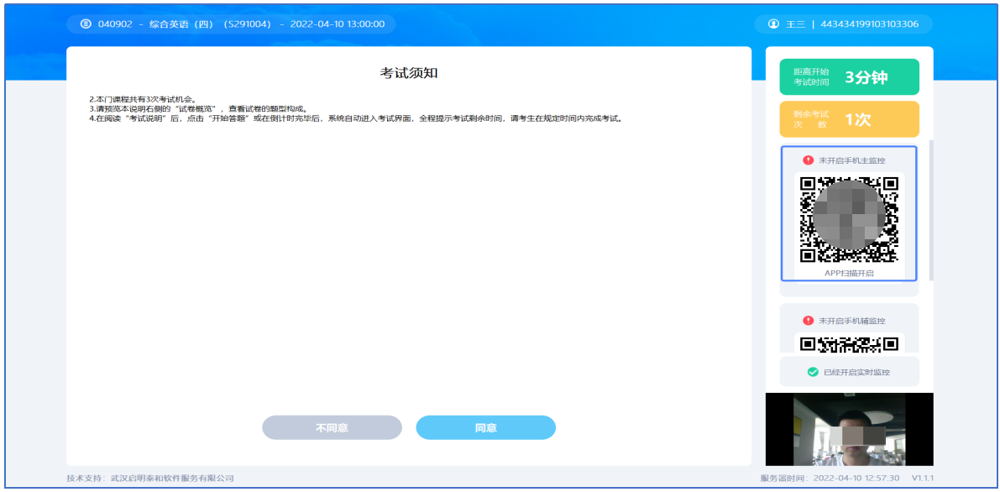 040902 - 综合英语（四）（S291004） - 2022-04-10 13:00:00
王三 | 443434199103103306
考试须知
2.本门课程共有3次考试机会。
3.请预览本说明右侧的“试卷概览”，查看试卷的题型构成。
4.在阅读“考试说明”后，点击“开始答题”或在倒计时完毕后，系统自动进入考试界面，全程提示考试剩余时间，请考生在规定时间内完成考试。
不同意
同意
距离开始
考试时间
3分钟
剩余考试
次 数
1次
未开启手机主监控
APP扫描开启
未开启手机辅监控
已经开启实时监控
技术支持：武汉启明泰和软件服务有限公司
服务器时间：2022-04-10 12:57:30 V1.1.1